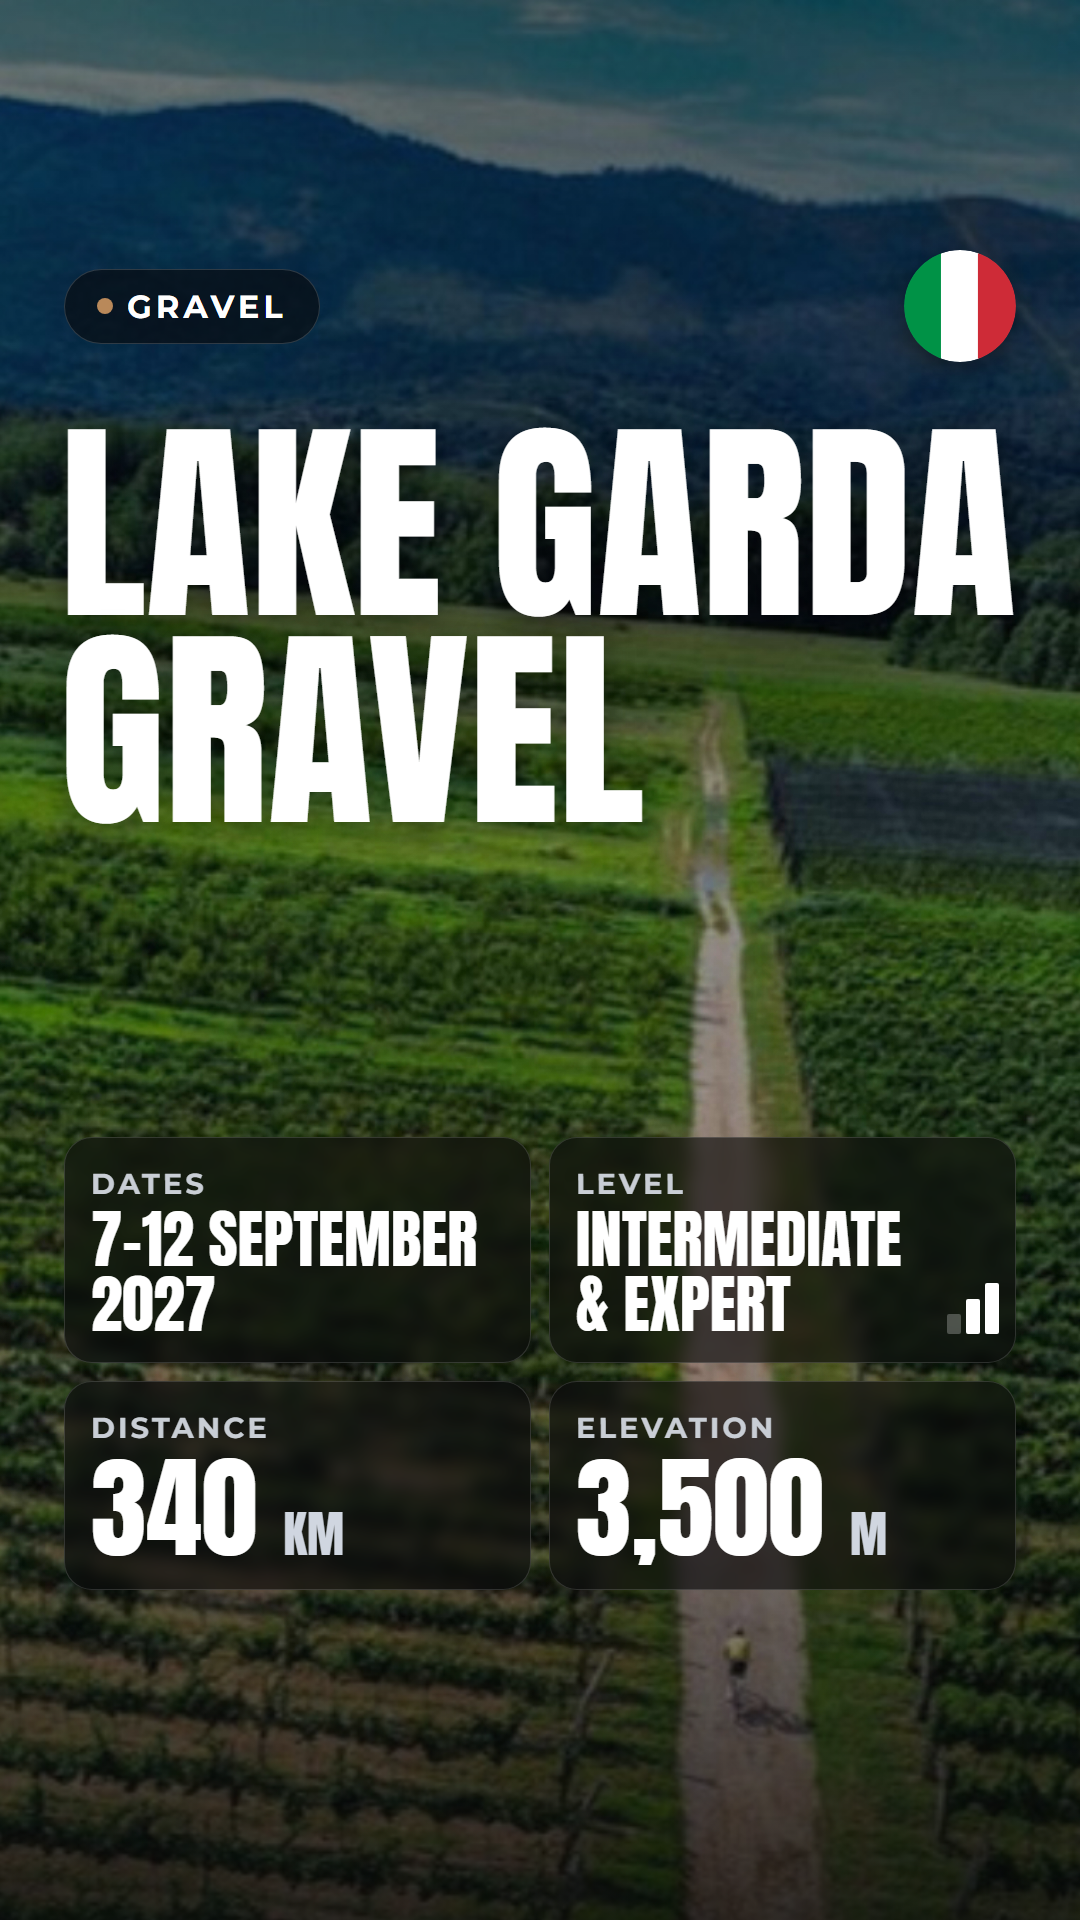 GRAVEL
LAKE GARDA
GRAVEL
DATES
7-12 SEPTEMBER
2027
LEVEL
INTERMEDIATE
& EXPERT
DISTANCE
340 KM
ELEVATION
3,500 M